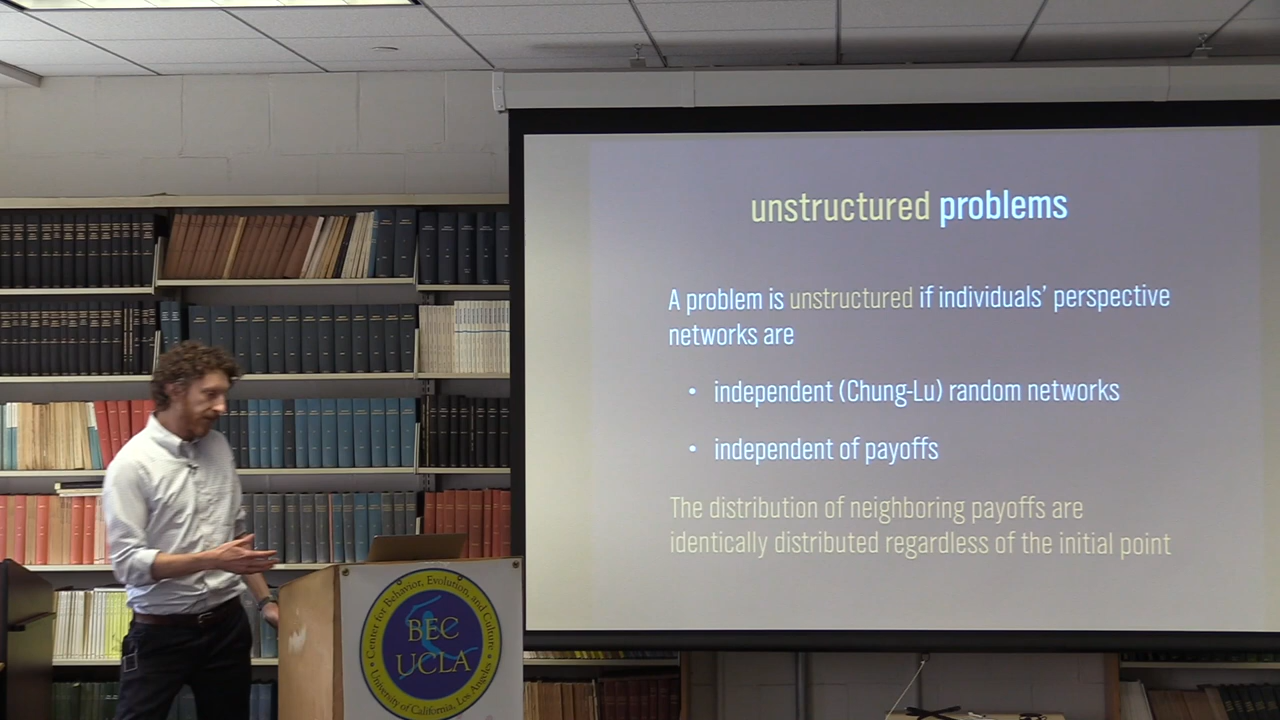 unstructured problems
A problem is unstructured if individuals' perspective
networks are
• independent (Chung-Lu) random networks
• independent of payoffs
The distribution of neighboring payoffs are
identically distributed regardless of the initial point
Center for Behavior, Evolution, and Culture
BEC
UCLA
University of California, Los Angeles